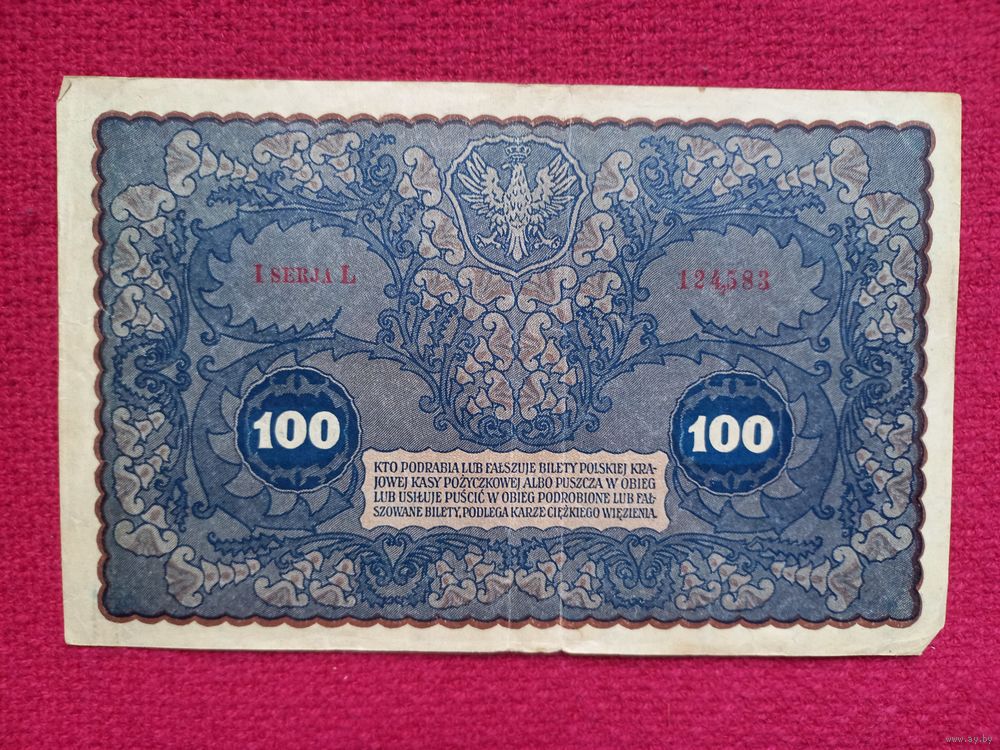 I SERJA L
124,583
100
100
KTO PODRABIA LUB FAŁSZUJE BILETY POLSKIEJ KRA-
JOWEJ KASY POŻYCZKOWEJ ALBO PUSZCZA W OBIEG
LUB USIŁUJE PUŚCIĆ W OBIEG PODROBIONE LUB FAŁ-
SZOWANE BILETY, PODLEGA KARZE CIĘŻKIEGO WIĘZIENIA.
www.ay.by